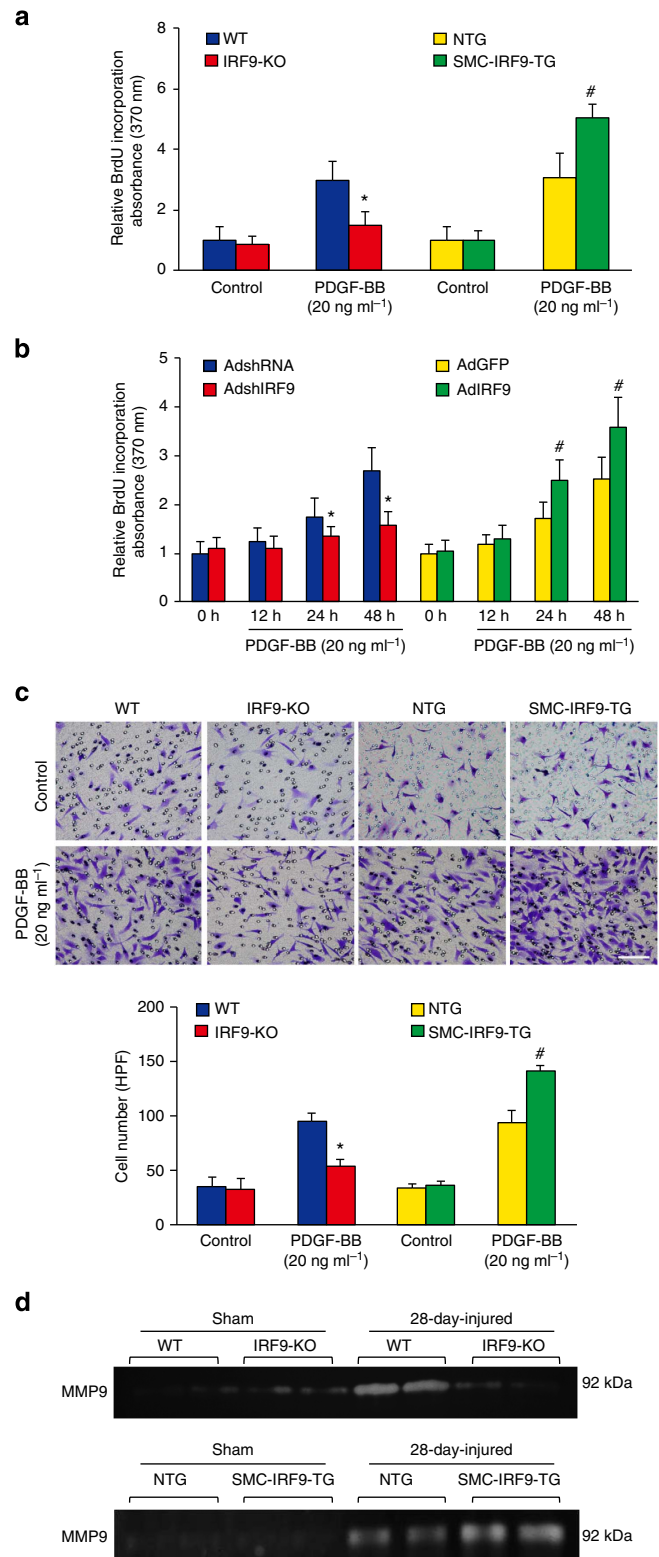 a
Relative BrdU incorporation
absorbance (370 nm)
8
6
4
2
0
WT
IRF9-KO
NTG
SMC-IRF9-TG
*
#
Control
PDGF-BB
(20 ng ml⁻¹)
Control
PDGF-BB
(20 ng ml⁻¹)
b
Relative BrdU incorporation
absorbance (370 nm)
5
4
3
2
1
0
AdshRNA
AdshIRF9
AdGFP
AdIRF9
*
*
#
#
0 h
12 h
24 h
48 h
0 h
12 h
24 h
48 h
PDGF-BB (20 ng ml⁻¹)
PDGF-BB (20 ng ml⁻¹)
c
WT
IRF9-KO
NTG
SMC-IRF9-TG
Control
PDGF-BB
(20 ng ml⁻¹)
Cell number (HPF)
200
150
100
50
0
WT
IRF9-KO
NTG
SMC-IRF9-TG
*
#
Control
PDGF-BB
(20 ng ml⁻¹)
Control
PDGF-BB
(20 ng ml⁻¹)
d
Sham
28-day-injured
WT
IRF9-KO
WT
IRF9-KO
MMP9
92 kDa
Sham
28-day-injured
NTG
SMC-IRF9-TG
NTG
SMC-IRF9-TG
MMP9
92 kDa